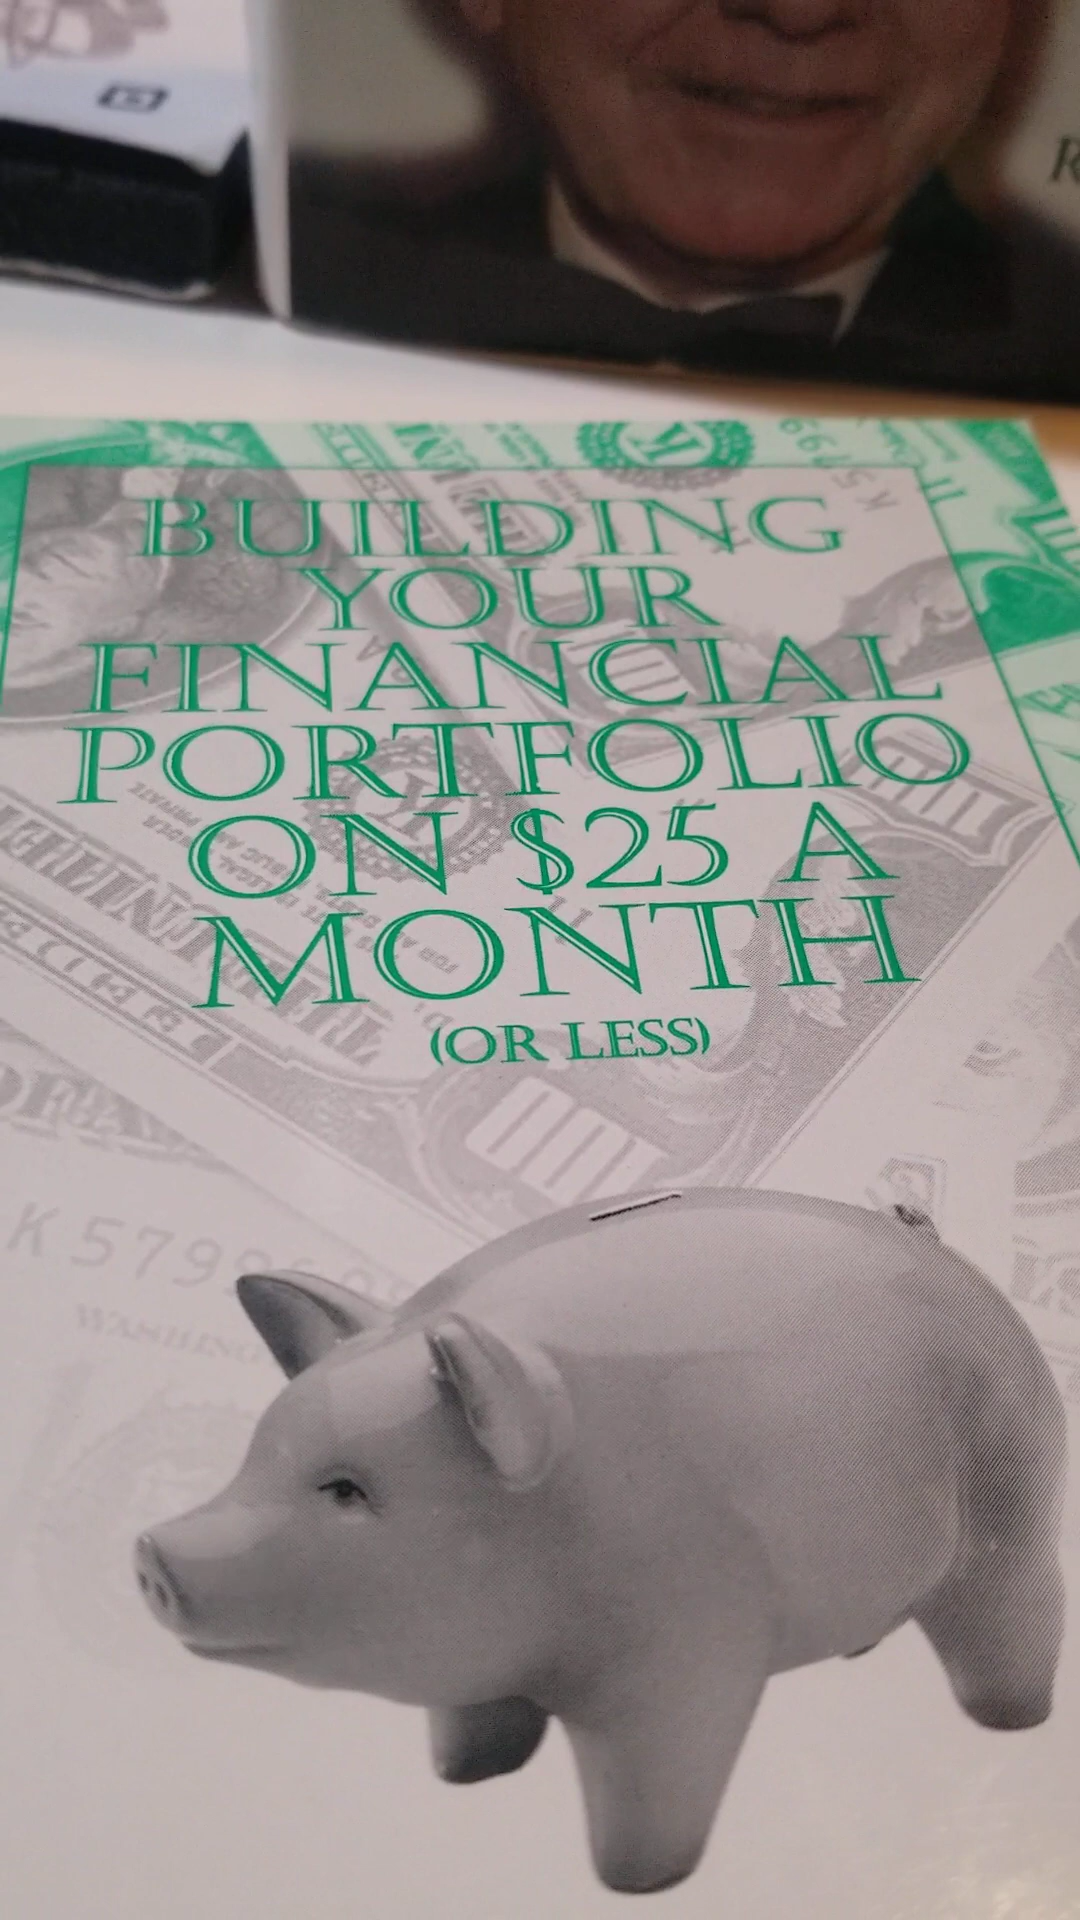 R
BUILDING
YOUR
FINANCIAL
PORTFOLIO
ON $25 A
MONTH
(OR LESS)